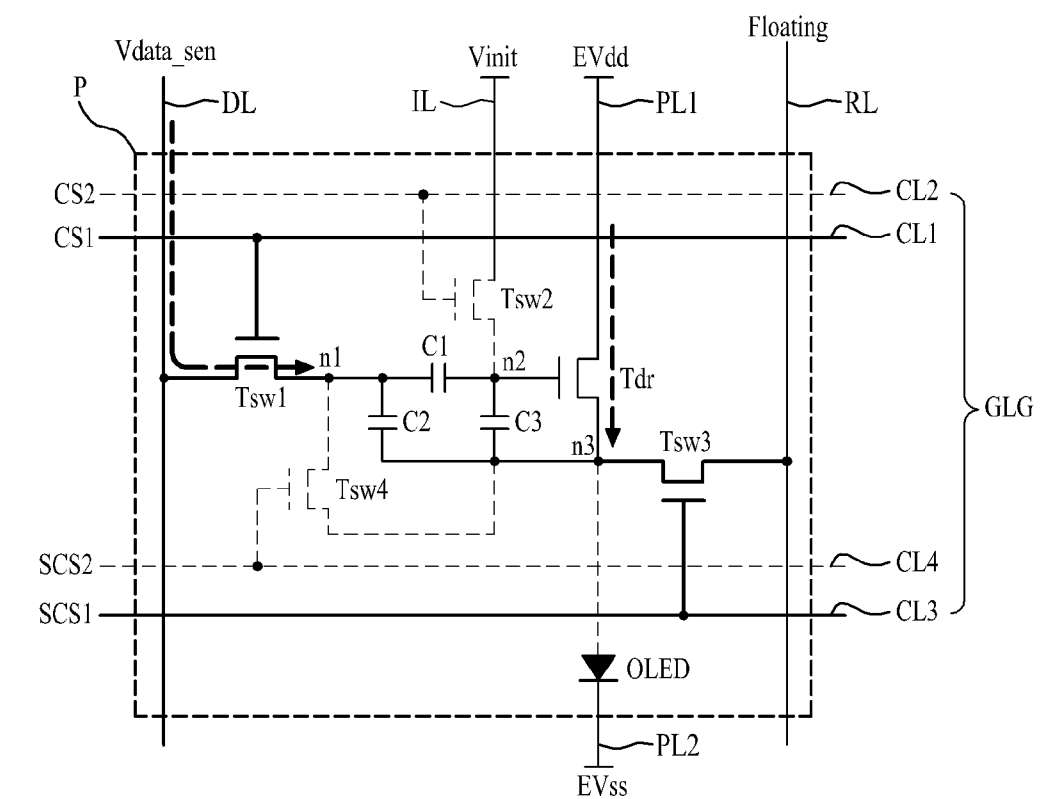 Floating
Vdata_sen
Vinit
EVdd
P
DL
IL
PL1
RL
CS2
CL2
CS1
CL1
Tsw2
n1
C1
n2
Tsw1
Tdr
GLG
C2
C3
n3
Tsw3
Tsw4
SCS2
CL4
SCS1
CL3
OLED
PL2
EVss